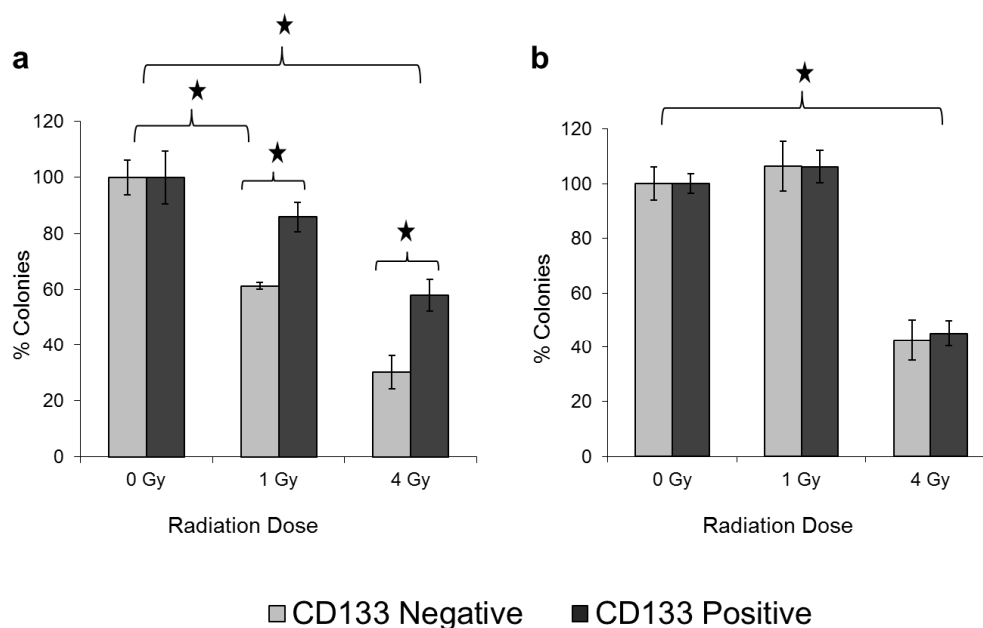 a
120
100
80
60
40
20
0
% Colonies
0 Gy
1 Gy
4 Gy
Radiation Dose
b
120
100
80
60
40
20
0
% Colonies
0 Gy
1 Gy
4 Gy
Radiation Dose
CD133 Negative
CD133 Positive